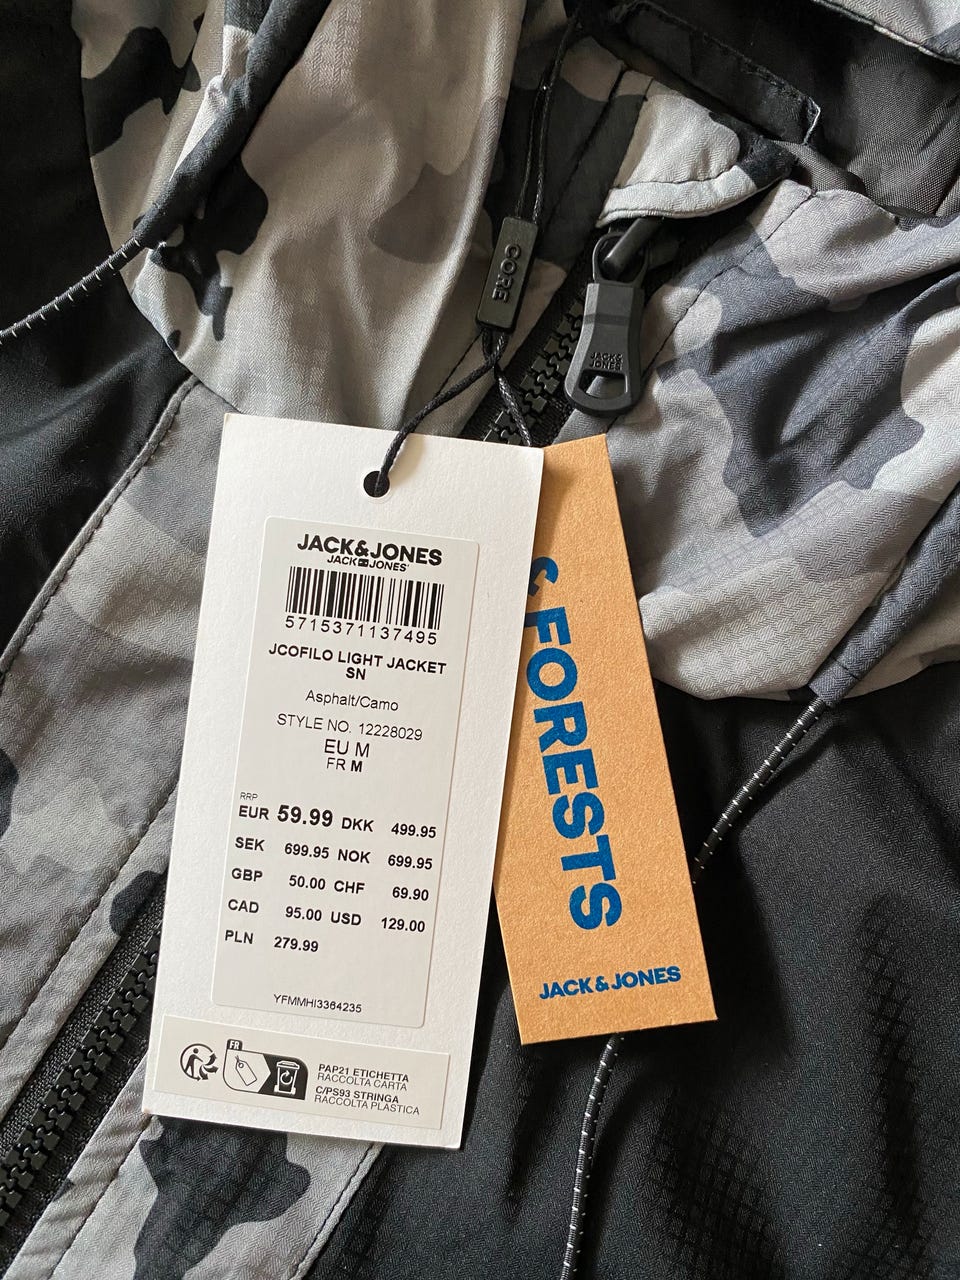 CORE
JACK&
JONES
JACK&JONES
JACK JONES
5715371137495
JCOFILO LIGHT JACKET
SN
Asphalt/Camo
STYLE NO. 12228029
EU M
FR M
RRP
EUR 59.99 DKK 499.95
SEK 699.95 NOK 699.95
GBP 50.00 CHF 69.90
CAD 95.00 USD 129.00
PLN 279.99
YFMMHI3364235
FR
PAP21 ETICHETTA
RACCOLTA CARTA
C/PS93 STRINGA
RACCOLTA PLASTICA
FORESTS
JACK & JONES